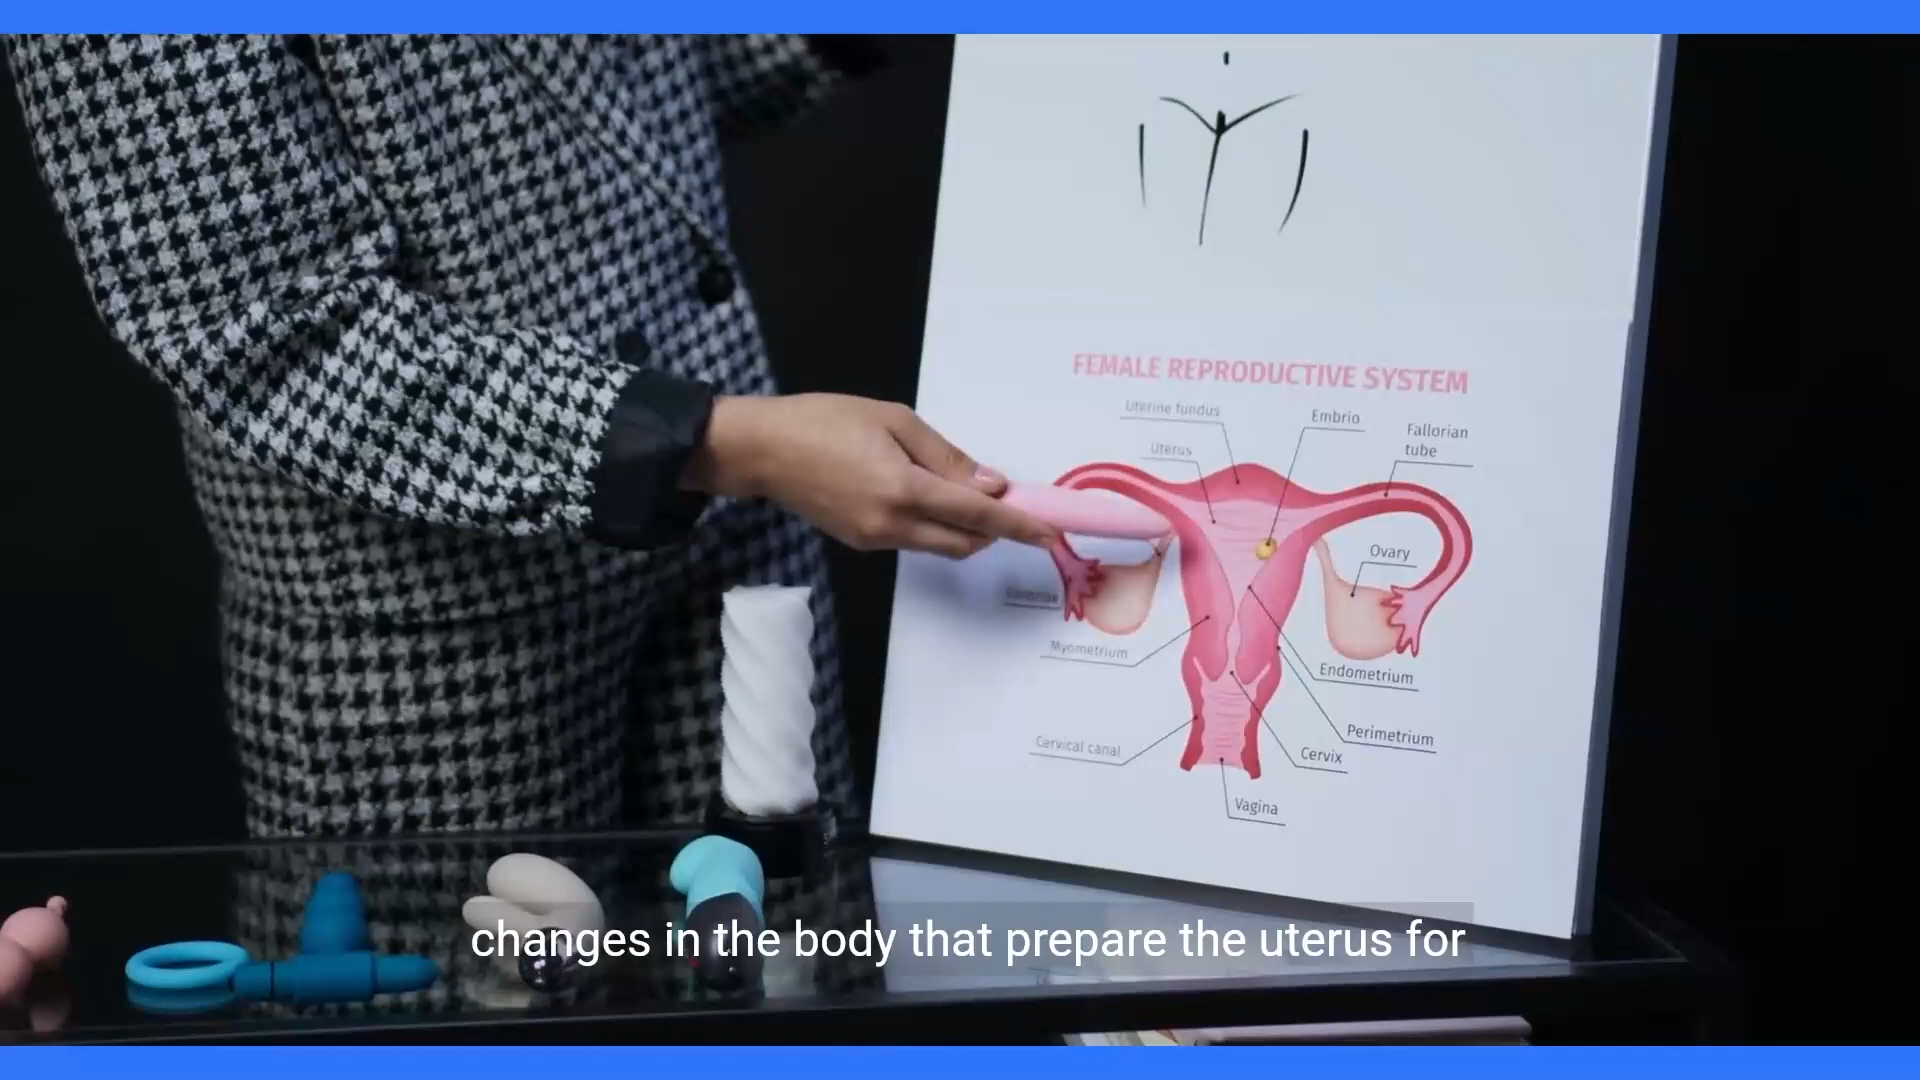 FEMALE REPRODUCTIVE SYSTEM
Uterine fundus
Embrio
Fallorian
tube
Uterus
Ovary
Fimbriae
Myometrium
Endometrium
Perimetrium
Cervical canal
Cervix
Vagina
changes in the body that prepare the uterus for